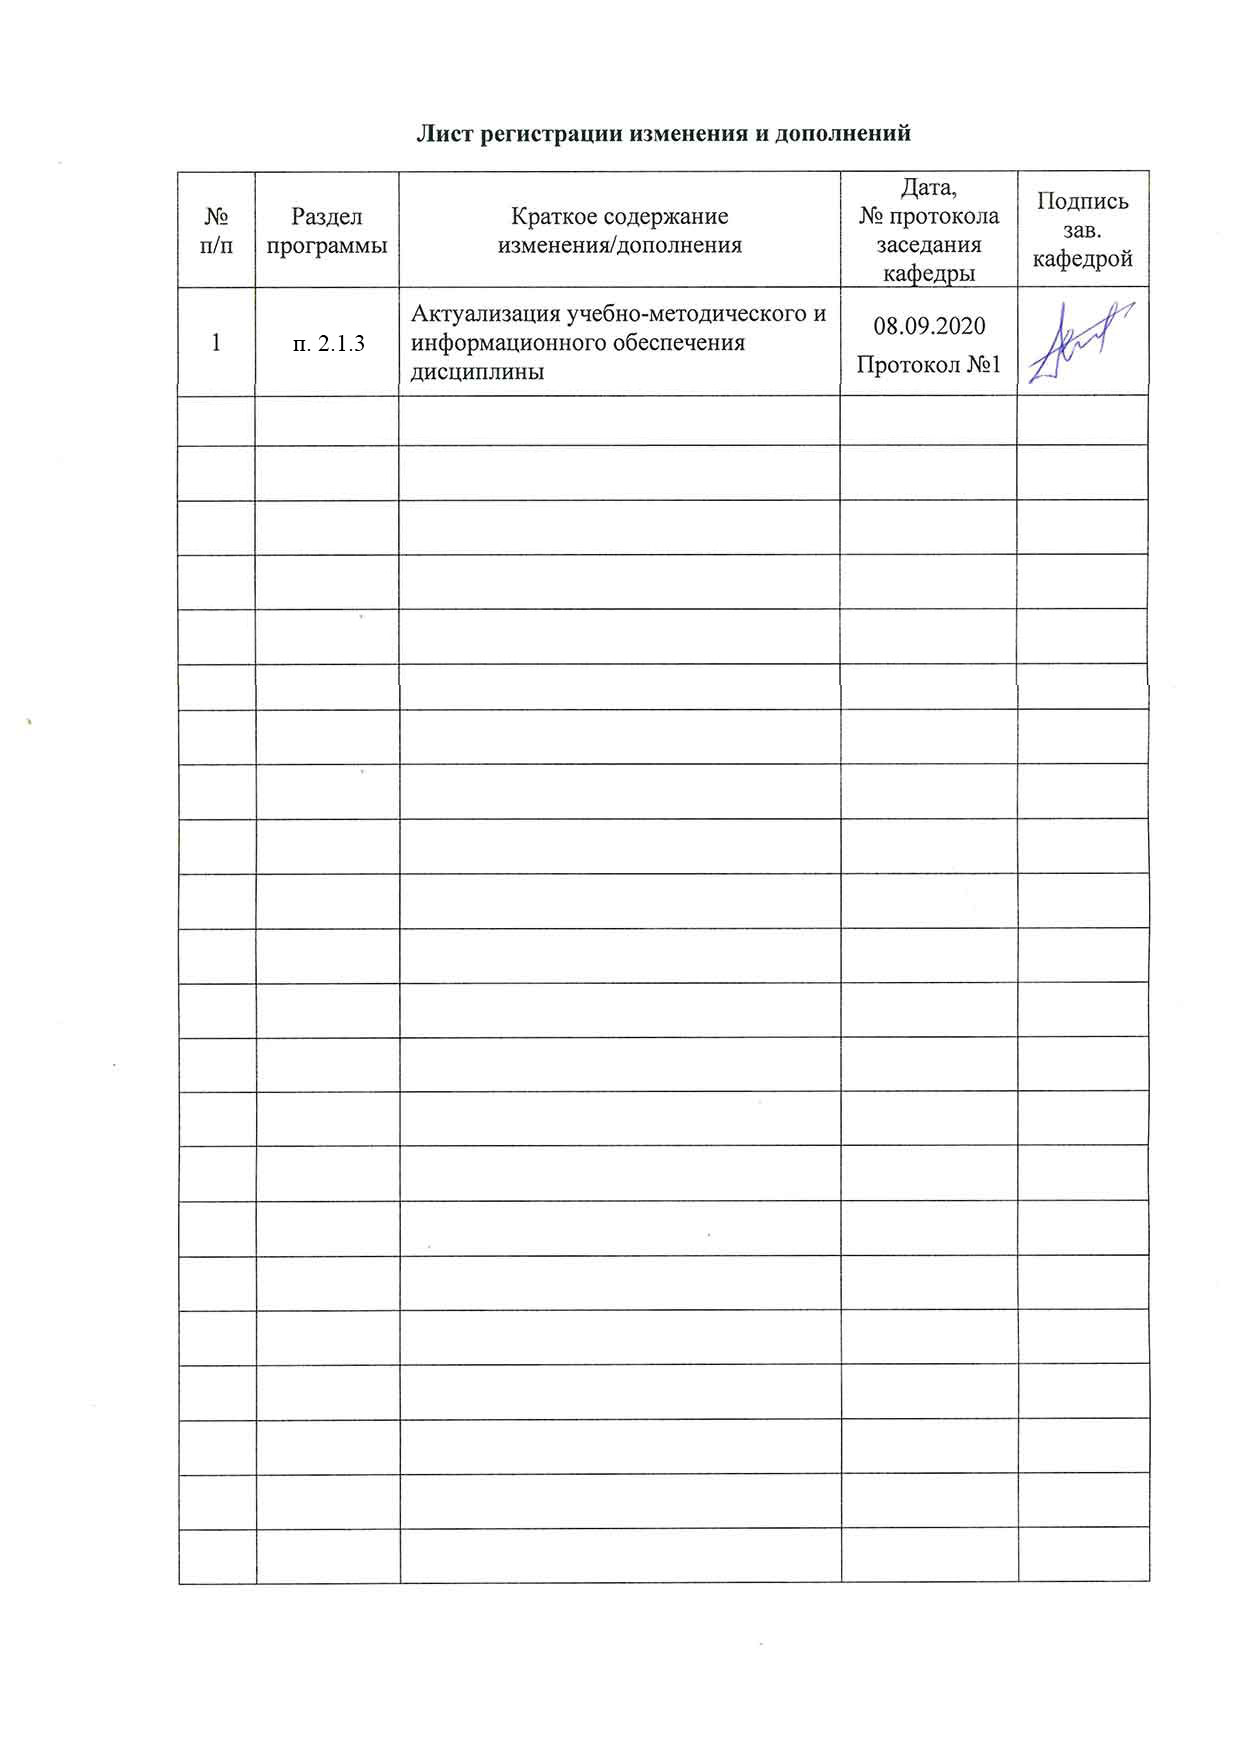 Лист регистрации изменения и дополнений
№
п/п
Раздел
программы
Краткое содержание
изменения/дополнения
Дата,
№ протокола
заседания
кафедры
Подпись
зав.
кафедрой
1
п. 2.1.3
Актуализация учебно-методического и
информационного обеспечения
дисциплины
08.09.2020
Протокол №1